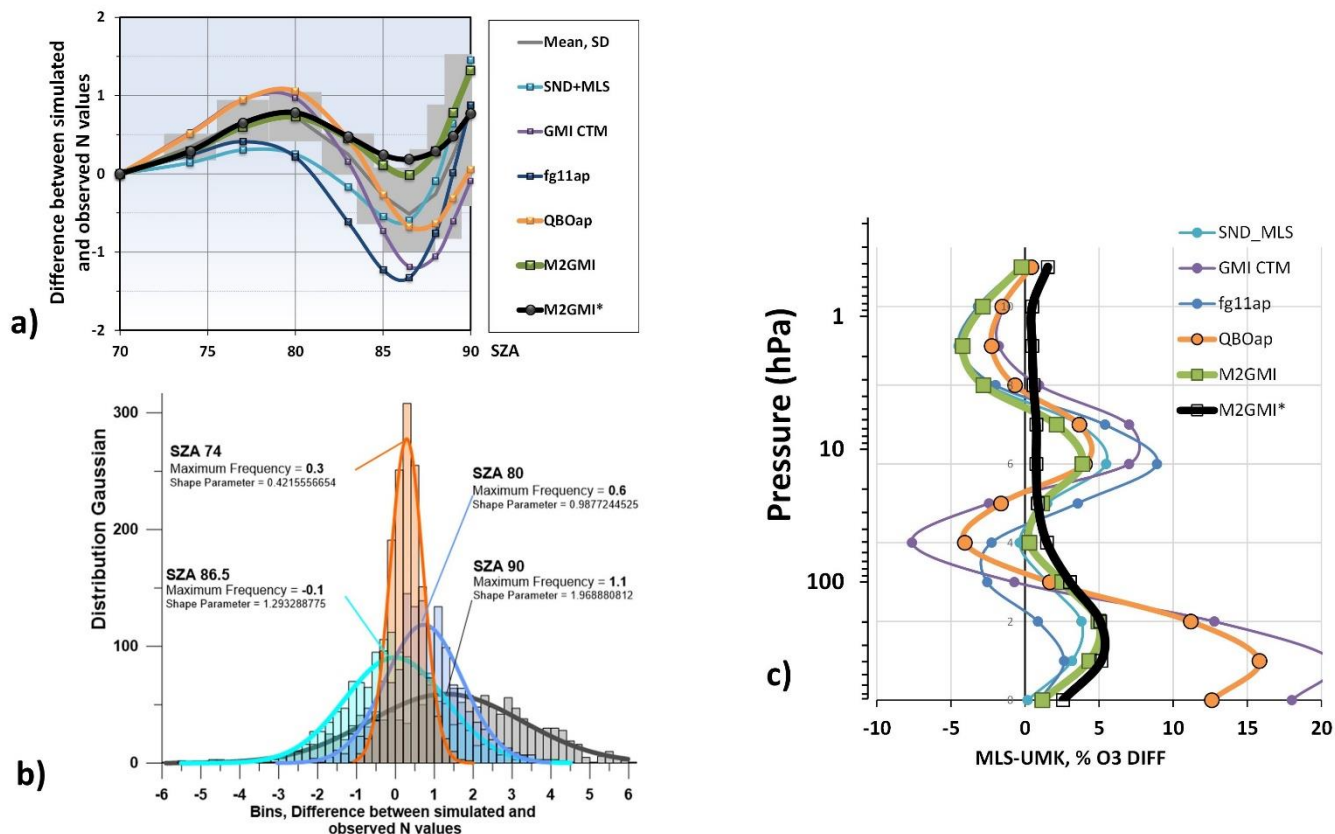 Difference between simulated
and observed N values
2
1
0
-1
-2
70
75
80
85
90
SZA
Mean, SD
SND+MLS
GMI CTM
fg11ap
QBOap
M2GMI
M2GMI*
a)
Distribution Gaussian
300
200
100
0
SZA 74
Maximum Frequency = 0.3
Shape Parameter = 0.4215556654
SZA 80
Maximum Frequency = 0.6
Shape Parameter = 0.9877244525
SZA 86.5
Maximum Frequency = -0.1
Shape Parameter = 1.293288775
SZA 90
Maximum Frequency = 1.1
Shape Parameter = 1.968880812
-6 -5 -4 -3 -2 -1 0 1 2 3 4 5 6
Bins, Difference between simulated and
observed N values
b)
Pressure (hPa)
1
10
100
SND_MLS
GMI CTM
fg11ap
QBOap
M2GMI
M2GMI*
10
6
4
2
0
-10 -5 0 5 10 15 20
MLS-UMK, % O3 DIFF
c)